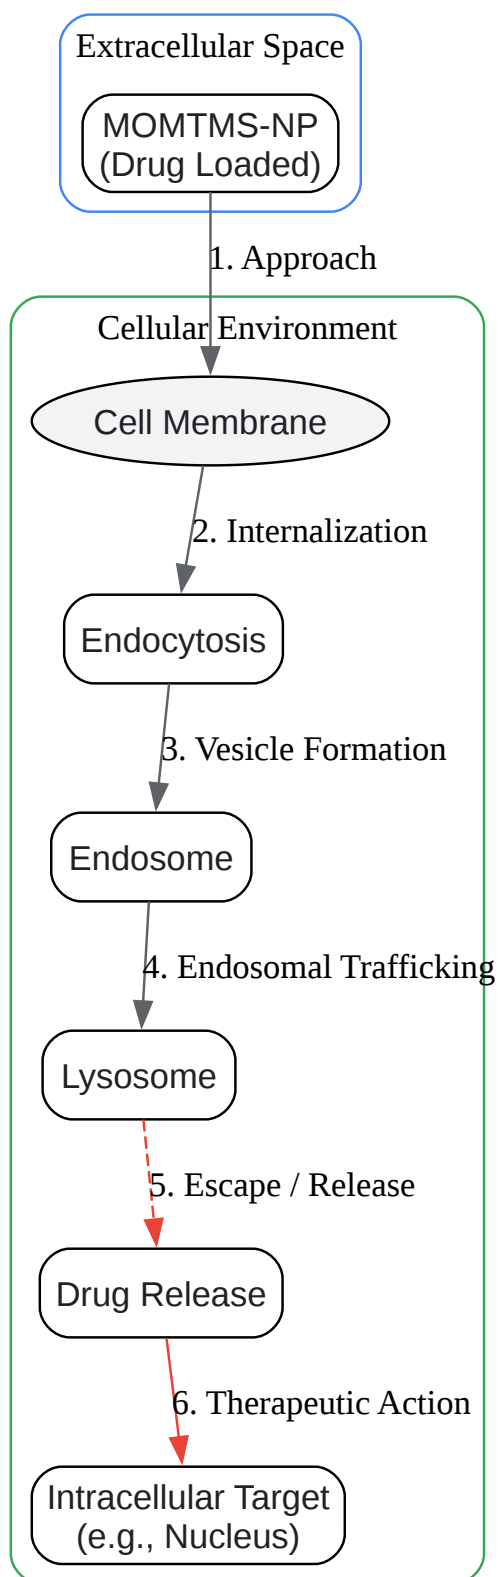 Extracellular Space
MOMTMS-NP
(Drug Loaded)
1. Approach
Cellular Environment
Cell Membrane
2. Internalization
Endocytosis
3. Vesicle Formation
Endosome
4. Endosomal Trafficking
Lysosome
5. Escape / Release
Drug Release
6. Therapeutic Action
Intracellular Target
(e.g., Nucleus)